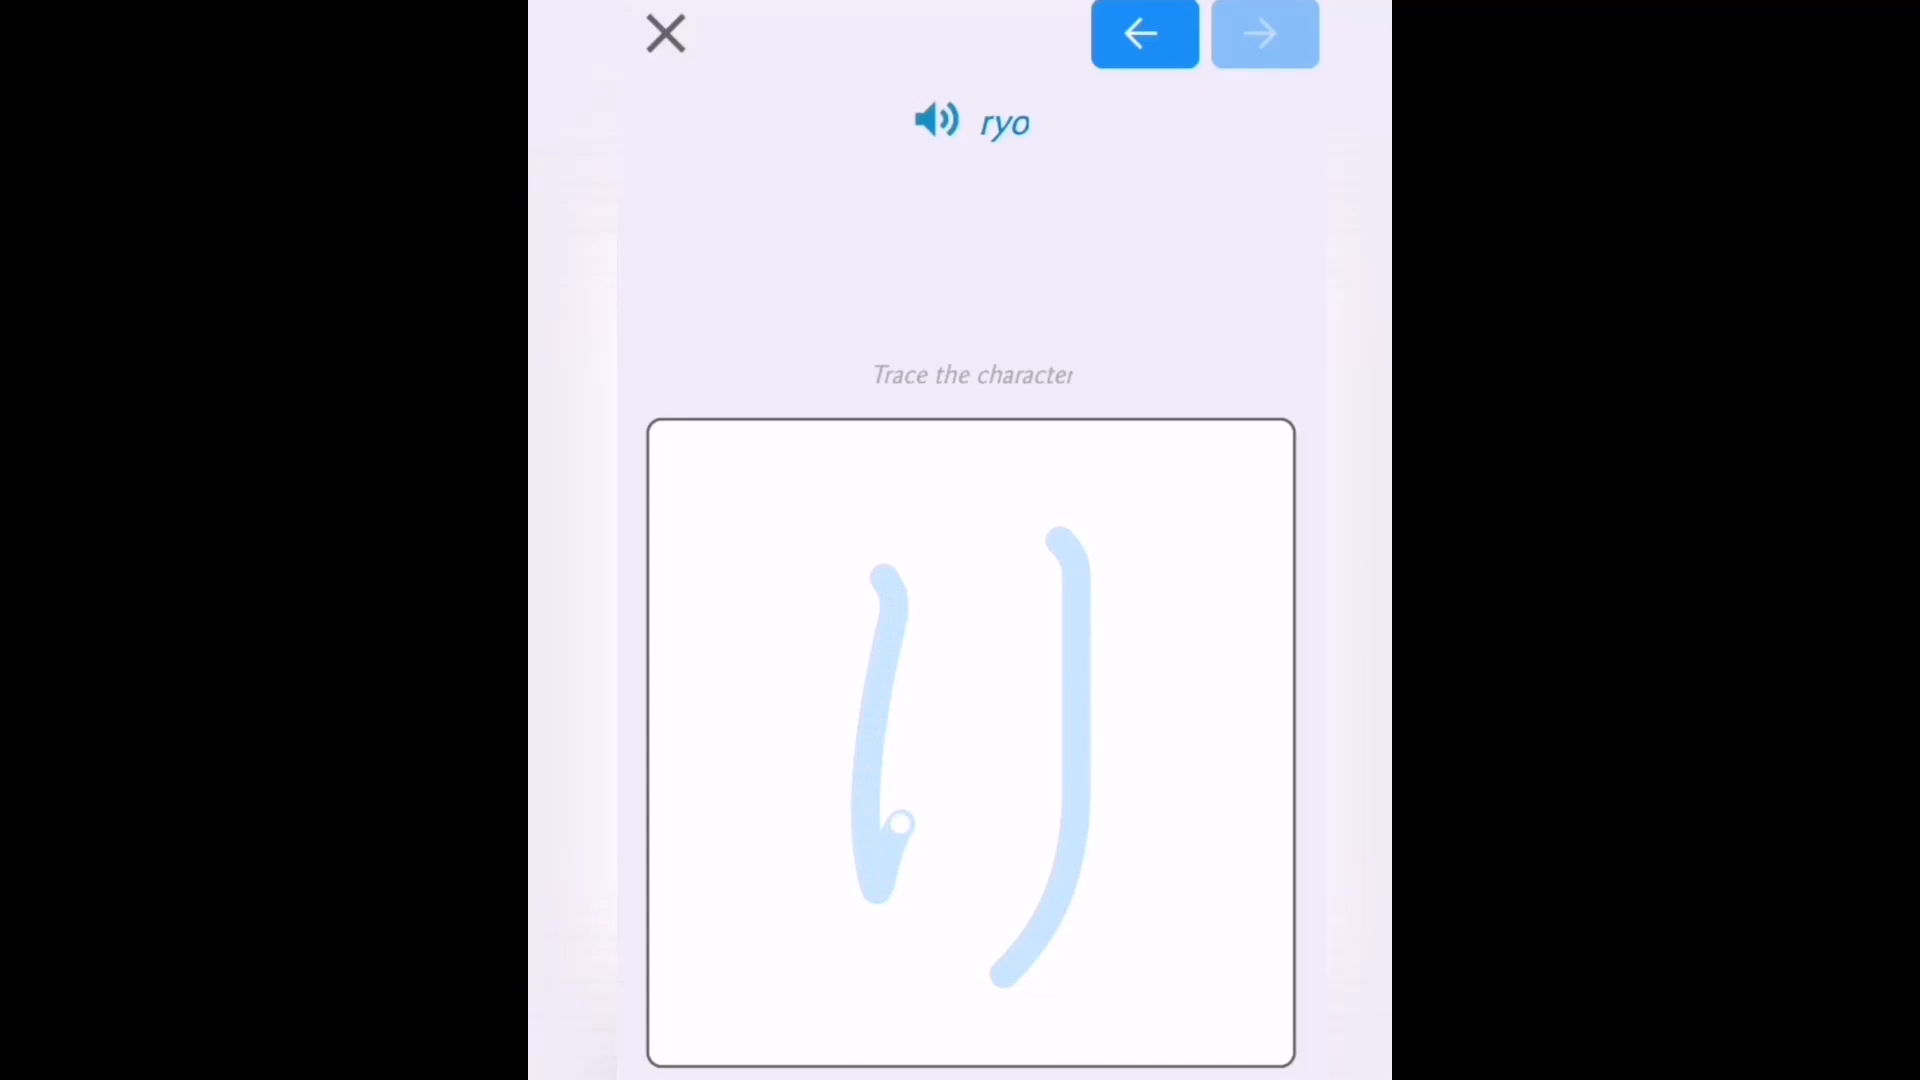 ryo
Trace the character
り